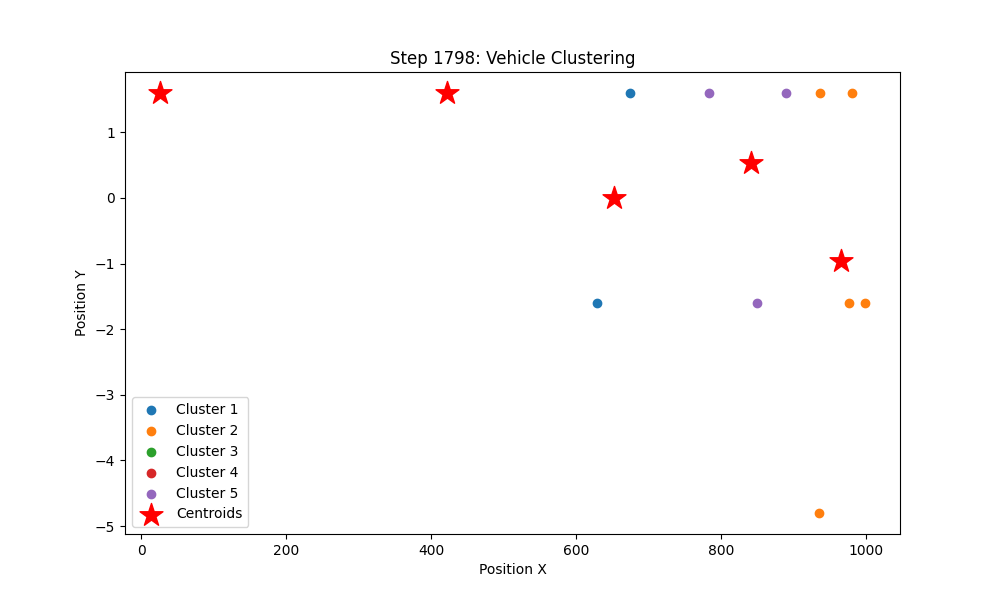 Step 1798: Vehicle Clustering
Position Y
1
0
−1
−2
−3
−4
−5
Cluster 1
Cluster 2
Cluster 3
Cluster 4
Cluster 5
Centroids
0 200 400 600 800 1000
Position X